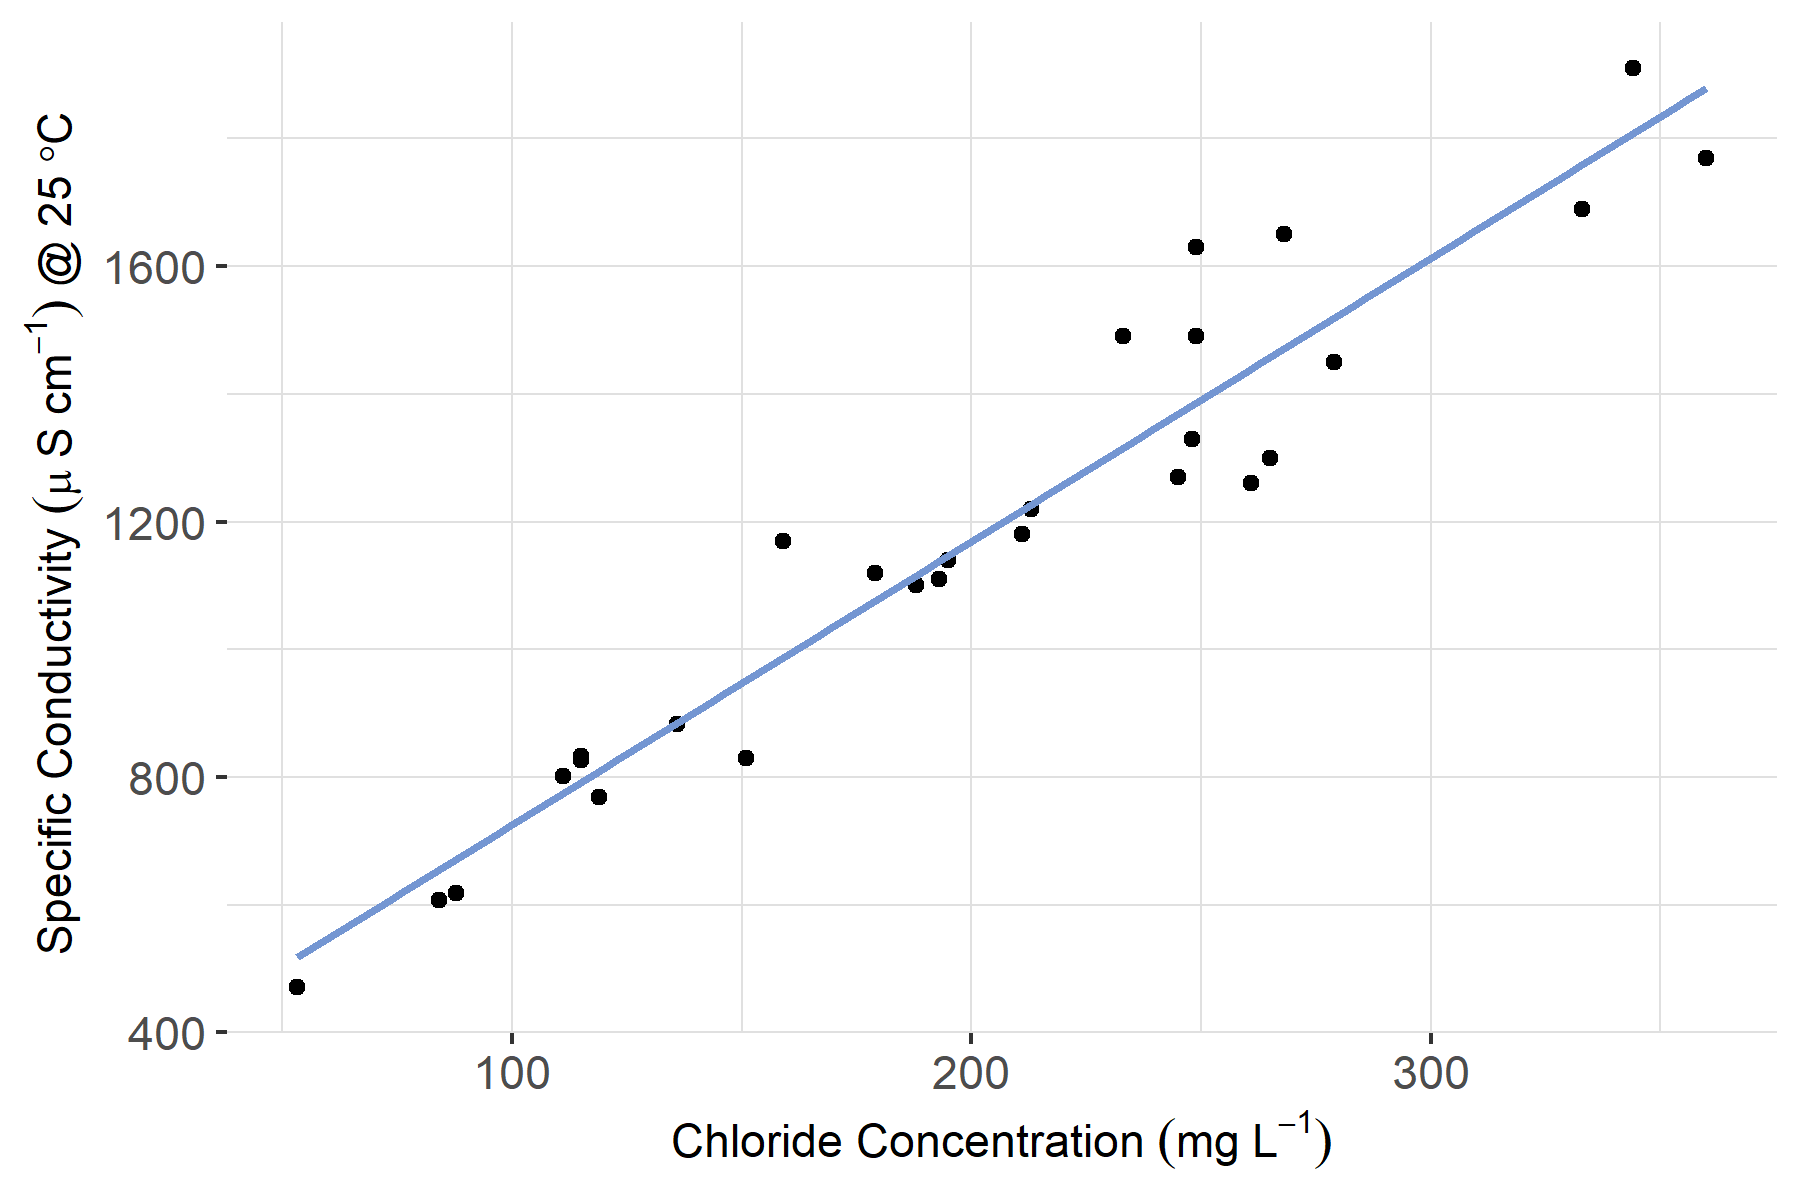 Specific Conductivity (μ S cm⁻¹) @ 25 °C
1600
1200
800
400
100 200 300
Chloride Concentration (mg L⁻¹)